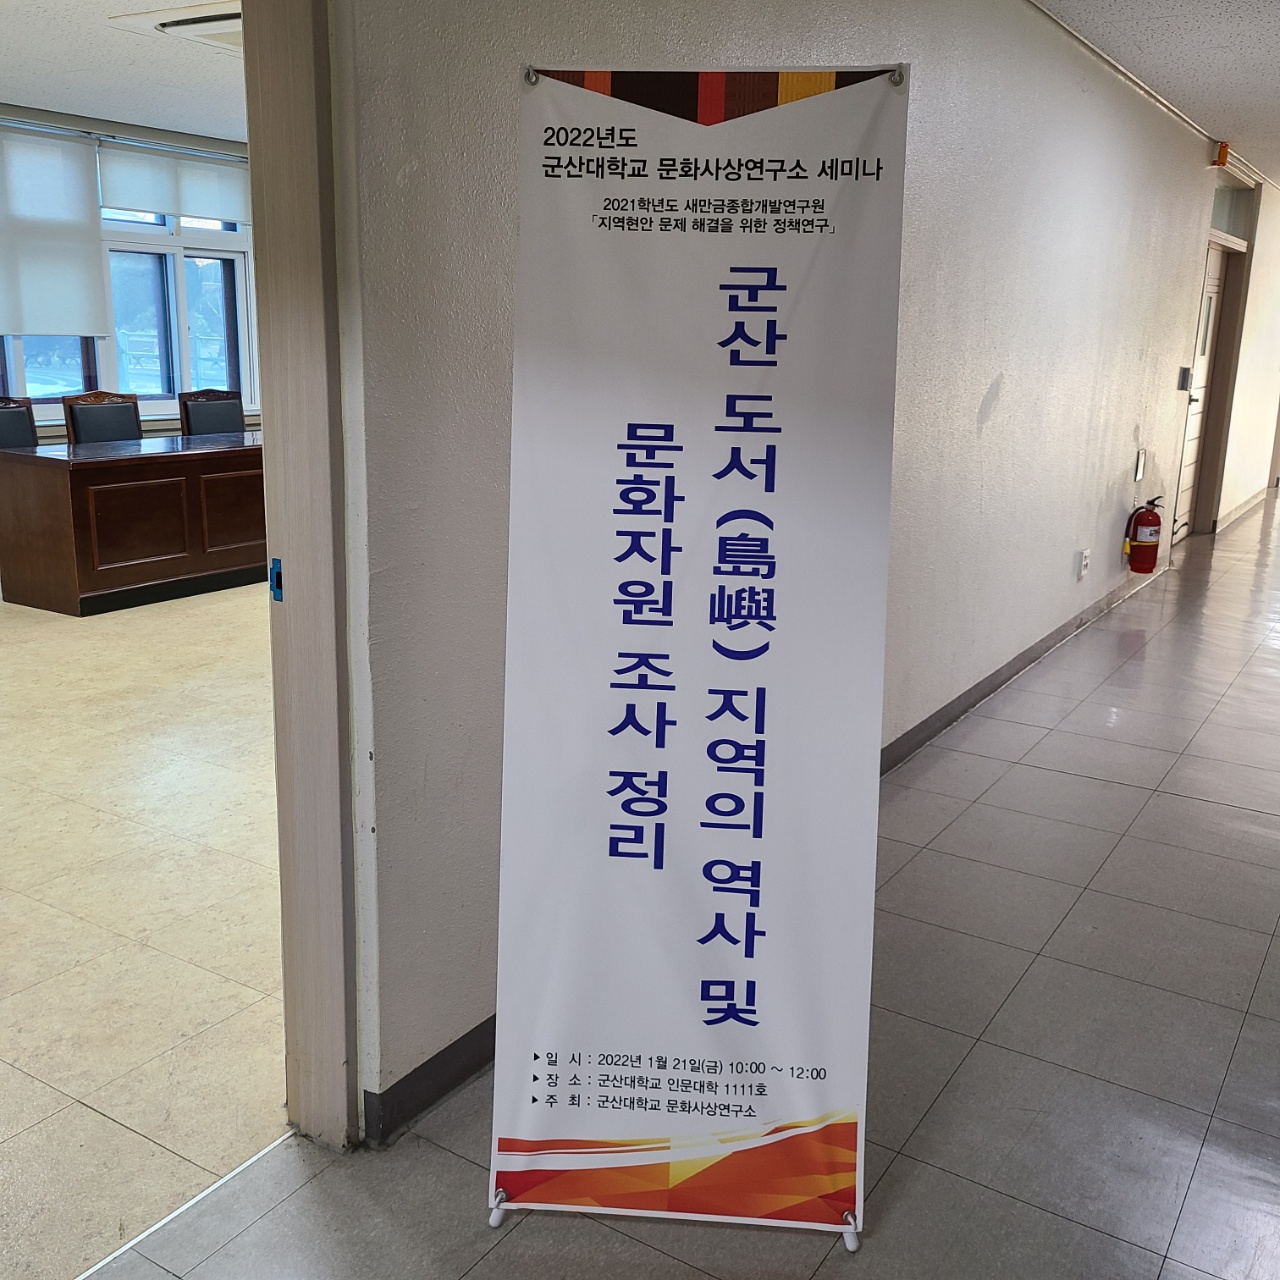 2022년도
군산대학교 문화사상연구소 세미나
2021학년도 새만금종합개발연구원
「지역현안 문제 해결을 위한 정책연구」
군산 도서(島嶼) 지역의 역사 및
문화자원 조사 정리
▶일 시 : 2022년 1월 21일(금) 10:00 ~ 12:00
▶장 소 : 군산대학교 인문대학 1111호
▶주 최 : 군산대학교 문화사상연구소